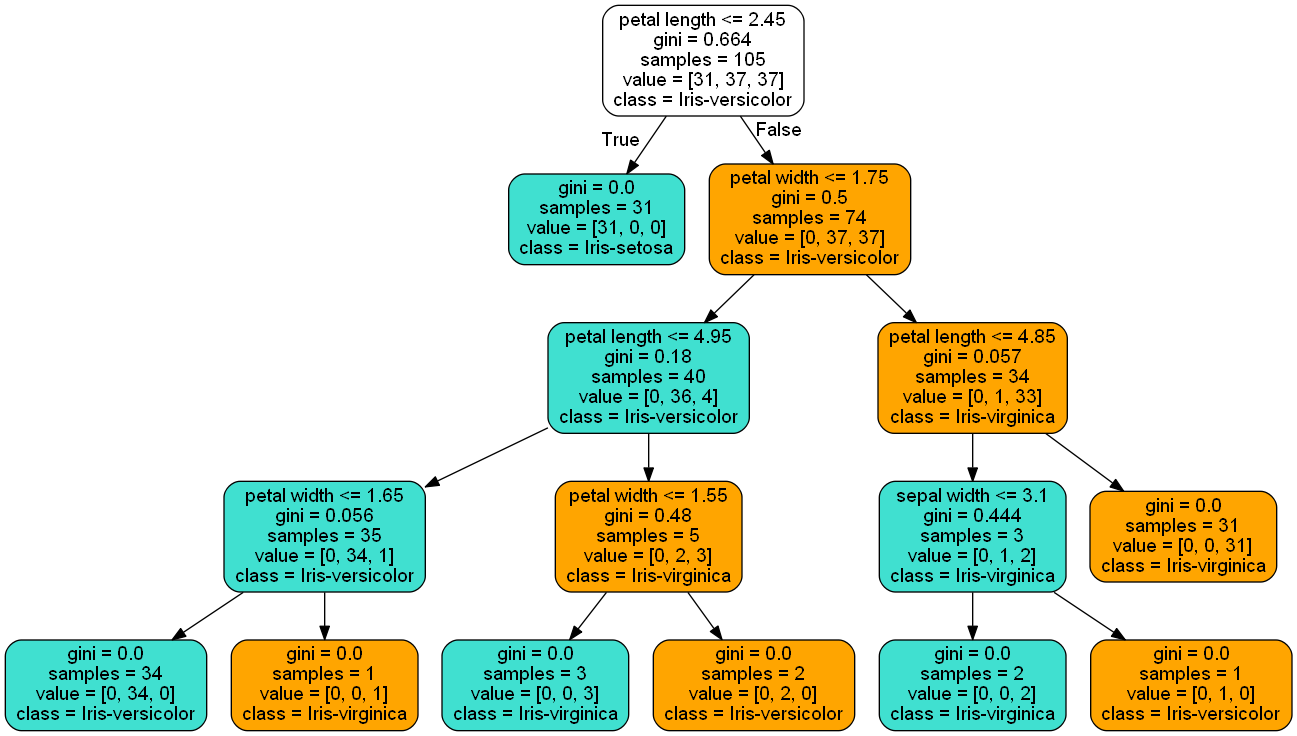 petal length <= 2.45
gini = 0.664
samples = 105
value = [31, 37, 37]
class = Iris-versicolor
True
False
gini = 0.0
samples = 31
value = [31, 0, 0]
class = Iris-setosa
petal width <= 1.75
gini = 0.5
samples = 74
value = [0, 37, 37]
class = Iris-versicolor
petal length <= 4.95
gini = 0.18
samples = 40
value = [0, 36, 4]
class = Iris-versicolor
petal length <= 4.85
gini = 0.057
samples = 34
value = [0, 1, 33]
class = Iris-virginica
petal width <= 1.65
gini = 0.056
samples = 35
value = [0, 34, 1]
class = Iris-versicolor
petal width <= 1.55
gini = 0.48
samples = 5
value = [0, 2, 3]
class = Iris-virginica
sepal width <= 3.1
gini = 0.444
samples = 3
value = [0, 1, 2]
class = Iris-virginica
gini = 0.0
samples = 31
value = [0, 0, 31]
class = Iris-virginica
gini = 0.0
samples = 34
value = [0, 34, 0]
class = Iris-versicolor
gini = 0.0
samples = 1
value = [0, 0, 1]
class = Iris-virginica
gini = 0.0
samples = 3
value = [0, 0, 3]
class = Iris-virginica
gini = 0.0
samples = 2
value = [0, 2, 0]
class = Iris-versicolor
gini = 0.0
samples = 2
value = [0, 0, 2]
class = Iris-virginica
gini = 0.0
samples = 1
value = [0, 1, 0]
class = Iris-versicolor